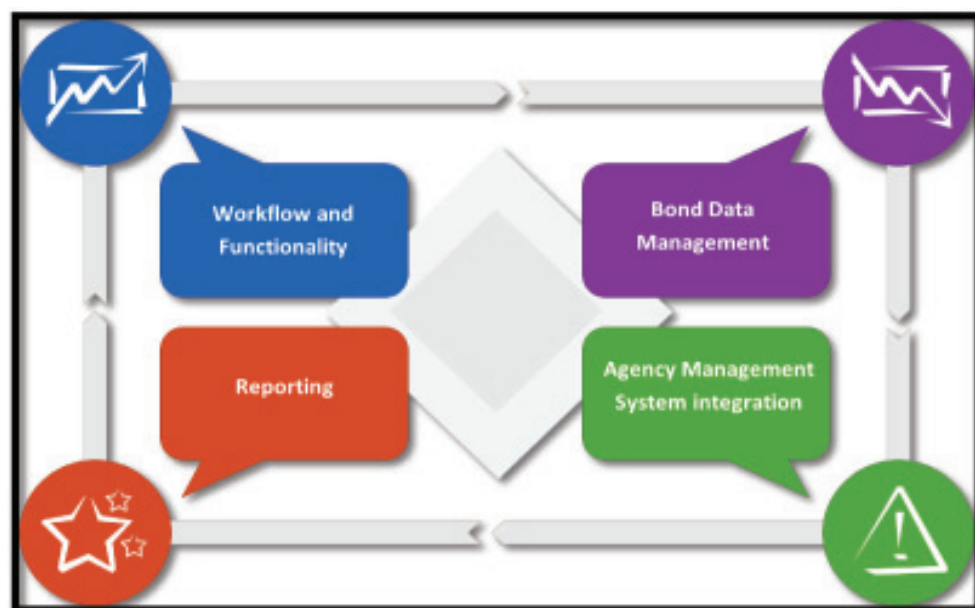 Workflow and
Functionality
Bond Data
Management
Reporting
Agency Management
System integration